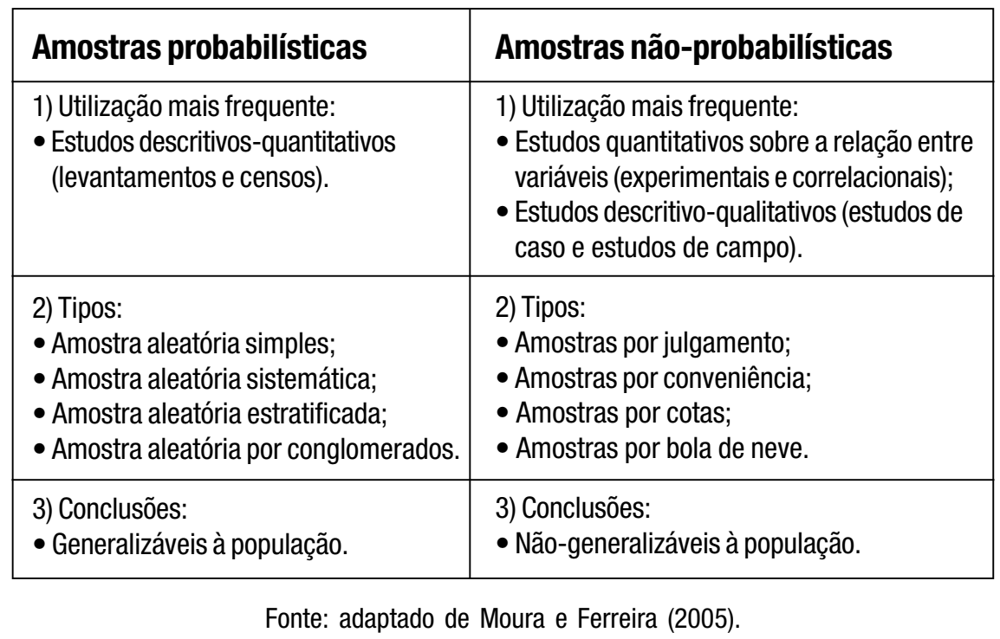 Amostras probabilísticas
1) Utilização mais frequente:
• Estudos descritivos-quantitativos
(levantamentos e censos).
2) Tipos:
• Amostra aleatória simples;
• Amostra aleatória sistemática;
• Amostra aleatória estratificada;
• Amostra aleatória por conglomerados.
3) Conclusões:
• Generalizáveis à população.
Amostras não-probabilísticas
1) Utilização mais frequente:
• Estudos quantitativos sobre a relação entre
variáveis (experimentais e correlacionais);
• Estudos descritivo-qualitativos (estudos de
caso e estudos de campo).
2) Tipos:
• Amostras por julgamento;
• Amostras por conveniência;
• Amostras por cotas;
• Amostras por bola de neve.
3) Conclusões:
• Não-generalizáveis à população.
Fonte: adaptado de Moura e Ferreira (2005).